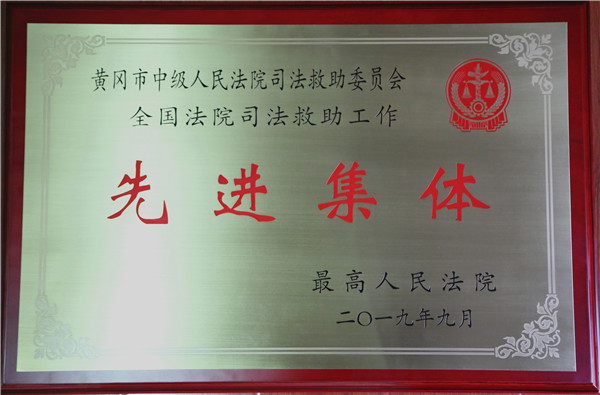 黄冈市中级人民法院司法救助委员会
全国法院司法救助工作
先进集体
最高人民法院
二〇一九年九月